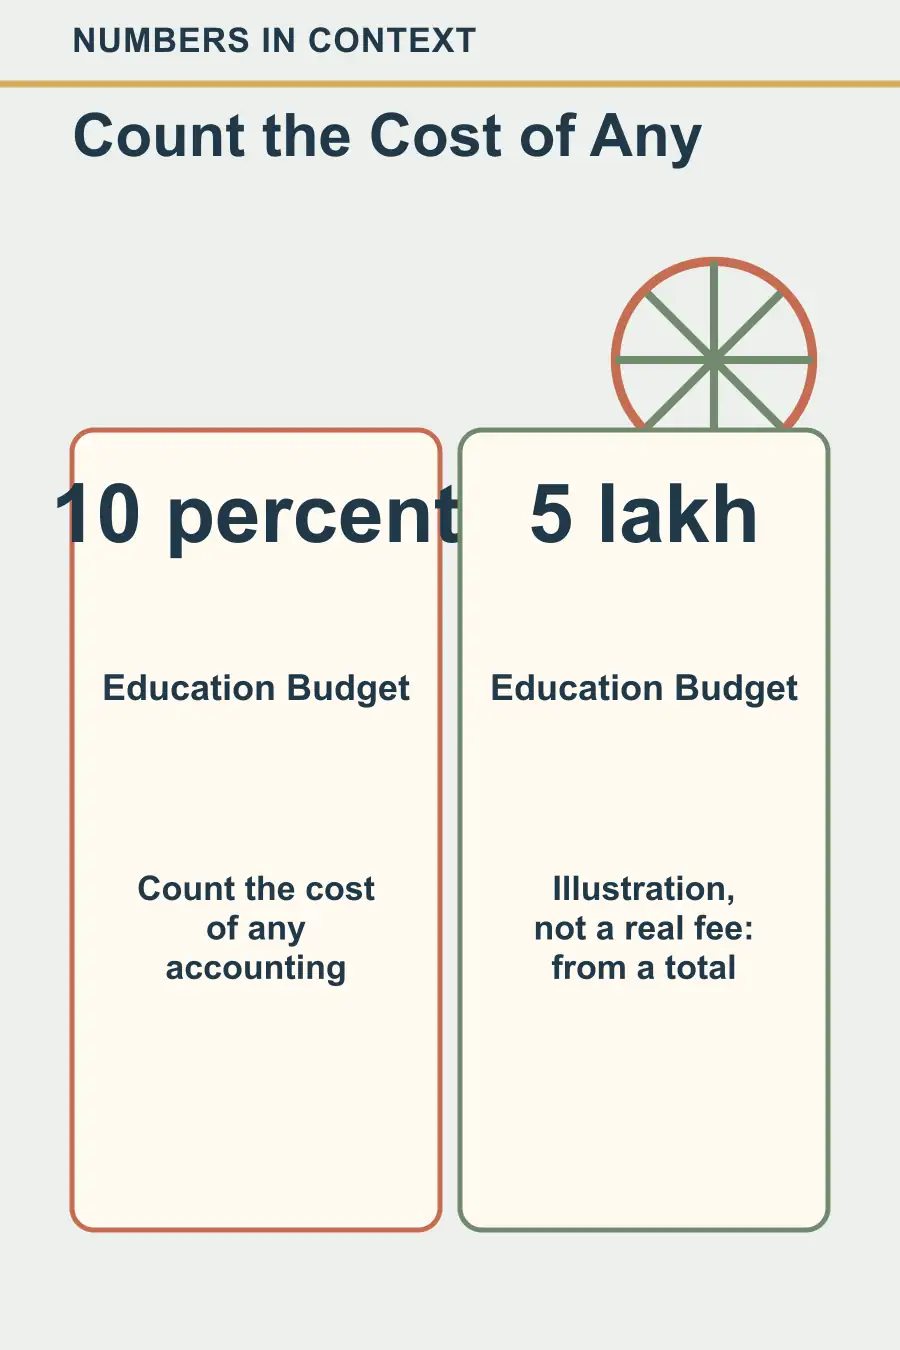 NUMBERS IN CONTEXT
Count the Cost of Any
10 percent
Education Budget
Count the cost
of any
accounting
5 lakh
Education Budget
Illustration,
not a real fee:
from a total